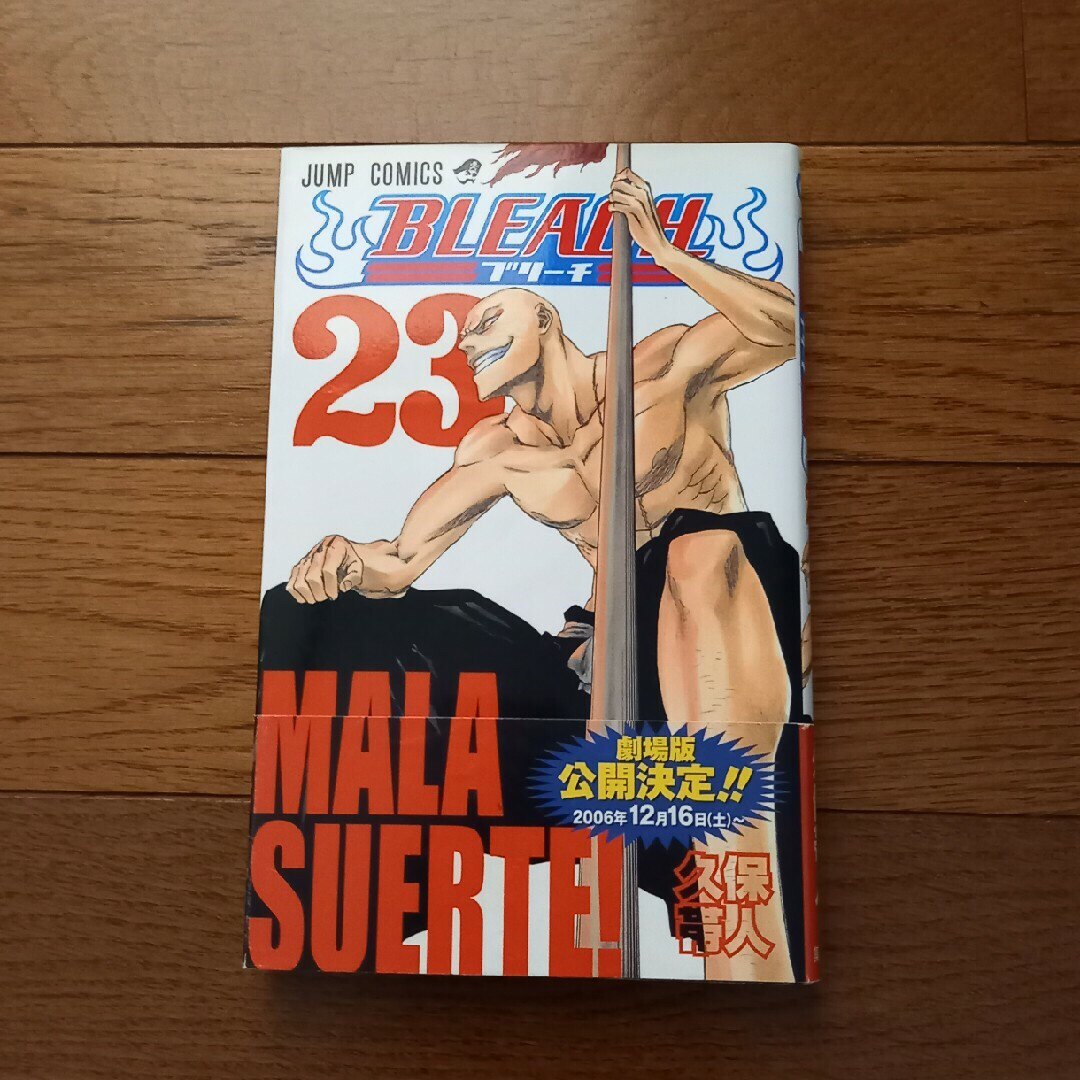 JUMP COMICS
BLEACH
ブリーチ
23
MALA
SUERTE!
劇場版
公開決定!!
2006年12月16日(土)~
久保
帯人